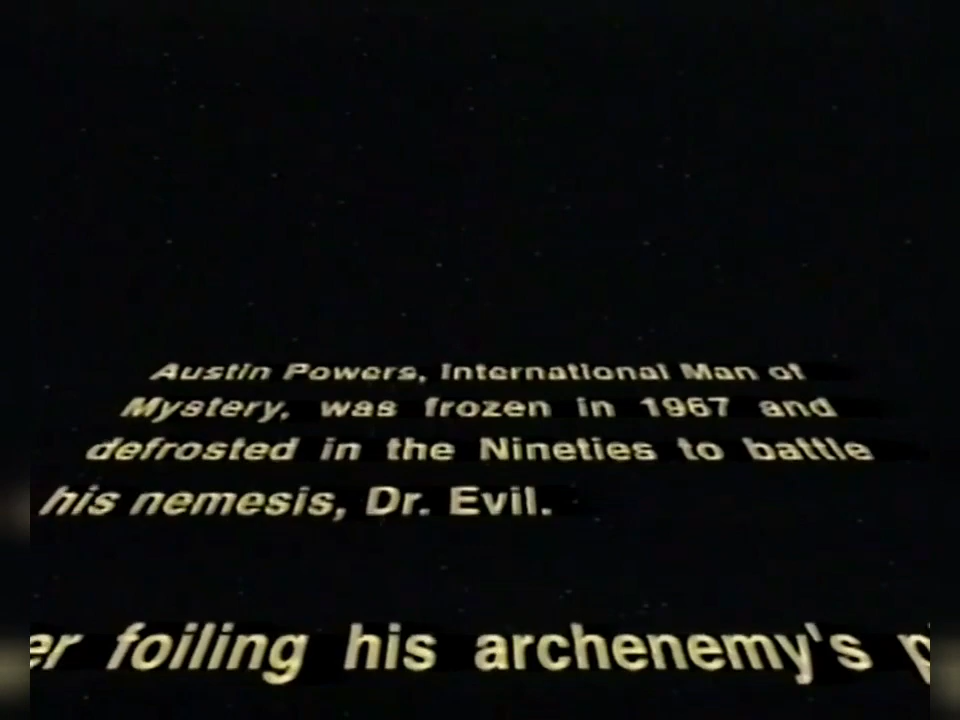 Austin Powers, International Man of
Mystery, was frozen in 1967 and
defrosted in the Nineties to battle
his nemesis, Dr. Evil.
foiling his archenemy's